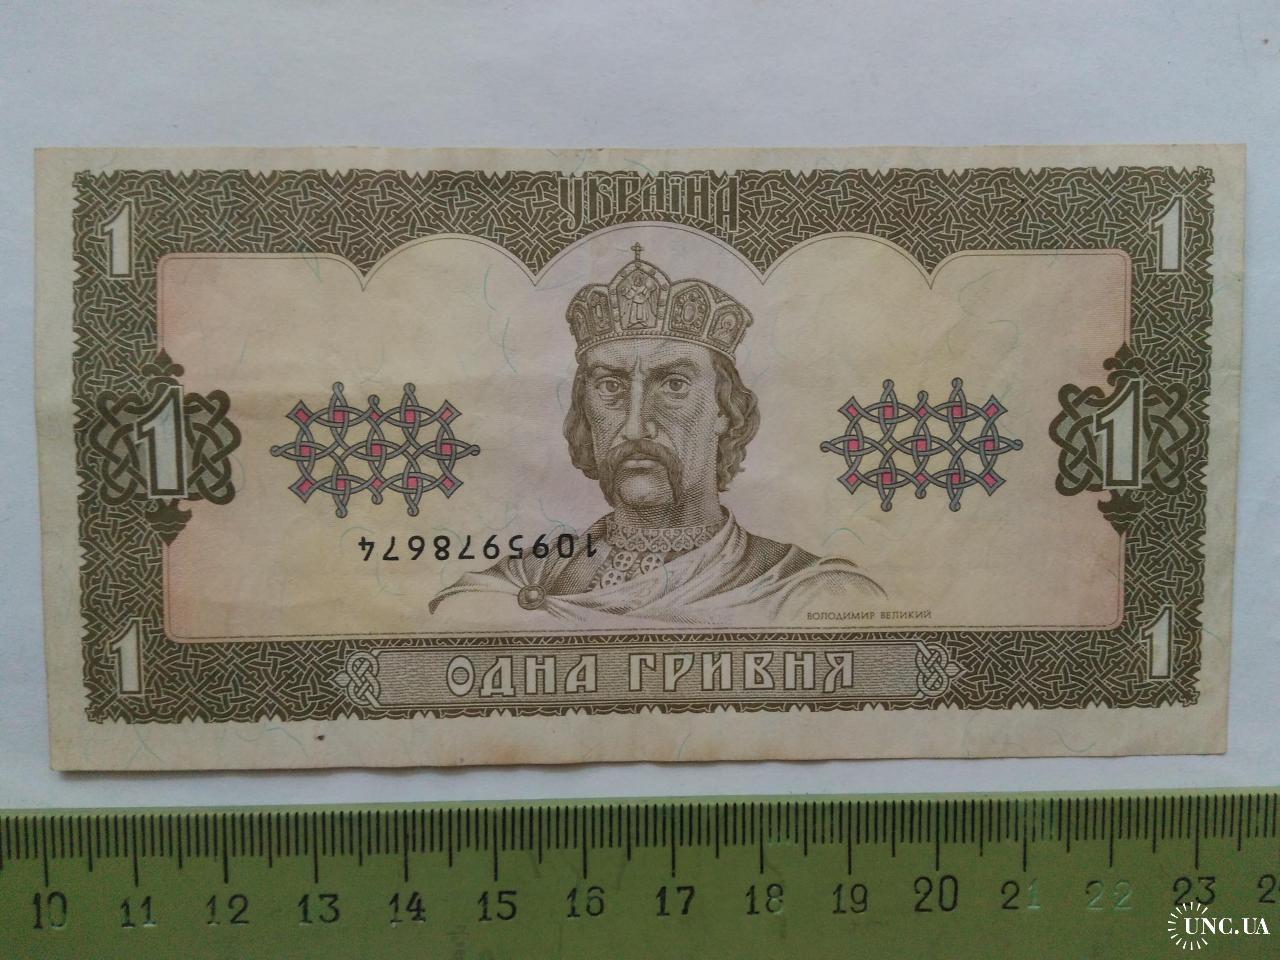 УКРАЇНА
1 1
1 1
1095978674
ВОЛОДИМИР ВЕЛИКИЙ
1 ОДНА ГРИВНЯ 1
10 11 12 13 14 15 16 17 18 19 20 21 22 23 2
UNC.UA